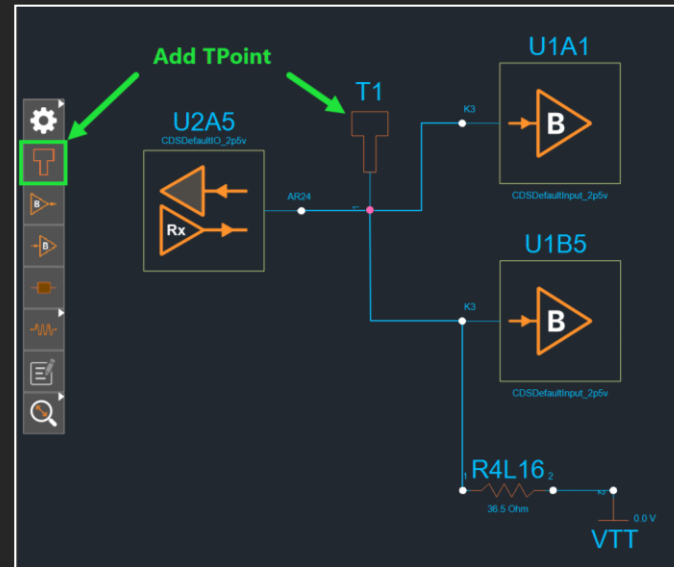 Add TPoint
U1A1
T1
K3
B
U2A5
CDSDefaultIO_2p5v
CDSDefaultInput_2p5v
AR24
1
Rx
U1B5
K3
B
CDSDefaultInput_2p5v
B
B
R4L16
1
2
36.5 Ohm
0.0 V
VTT